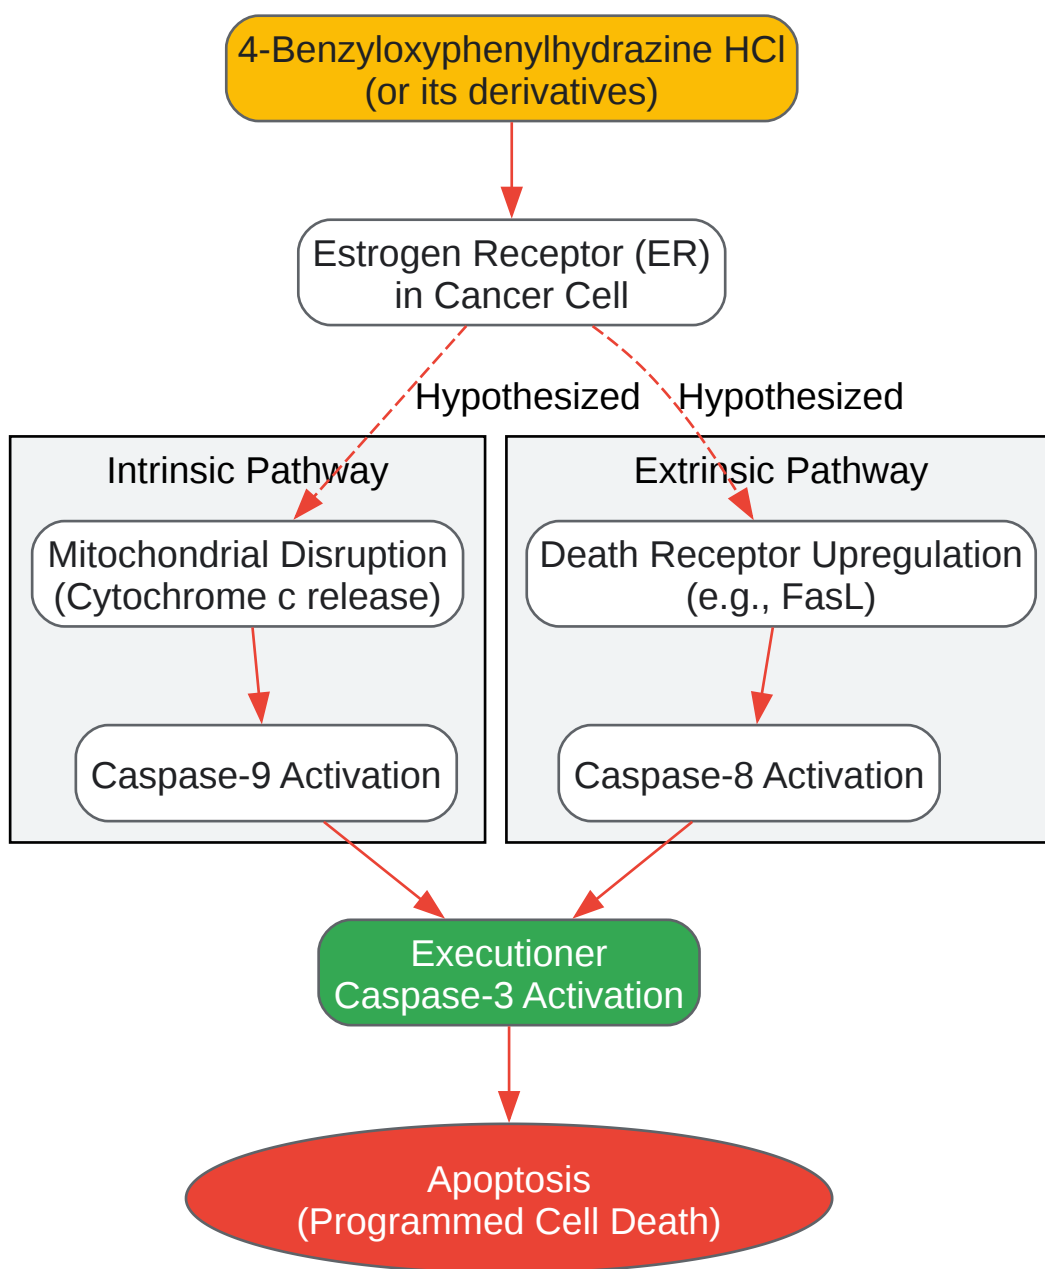 4-Benzyloxyphenylhydrazine HCl
(or its derivatives)
Estrogen Receptor (ER)
in Cancer Cell
Hypothesized
Hypothesized
Intrinsic Pathway
Extrinsic Pathway
Mitochondrial Disruption
(Cytochrome c release)
Death Receptor Upregulation
(e.g., FasL)
Caspase-9 Activation
Caspase-8 Activation
Executioner
Caspase-3 Activation
Apoptosis
(Programmed Cell Death)